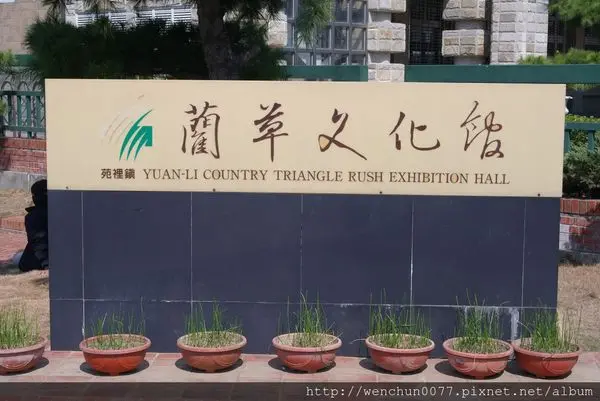 藺草文化館
苑裡鎮 YUAN-LI COUNTRY TRIANGLE RUSH EXHIBITION HALL
http://wenchun0077.pixnet.net/album